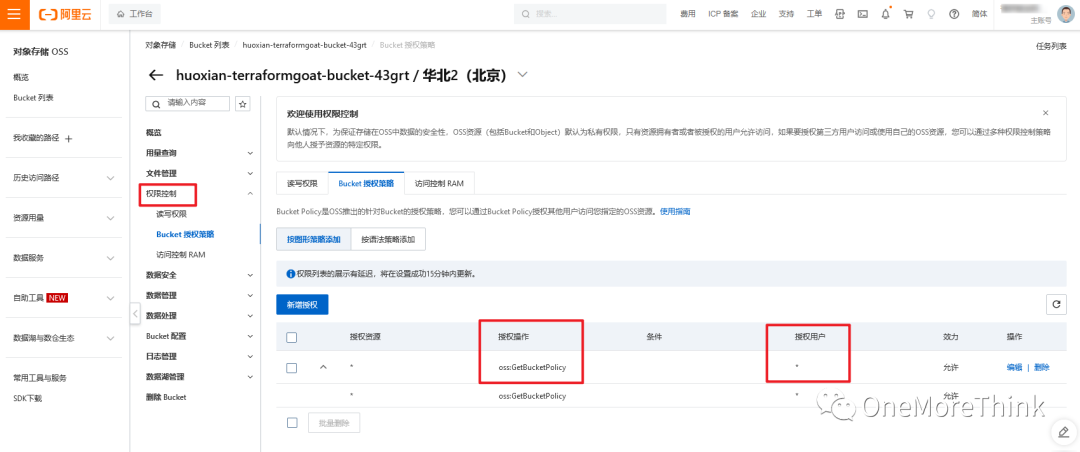 阿里云
工作台
搜索...
费用 ICP 备案 企业 支持 工单 简体
主账号
对象存储 OSS
概览
Bucket 列表
我收藏的路径
历史访问路径
资源用量
数据服务
自助工具 NEW
数据湖与数仓生态
常用工具与服务
SDK下载
对象存储 / Bucket 列表 / huoxian-terraformgoat-bucket-43grt / Bucket 授权策略
任务列表
huoxian-terraformgoat-bucket-43grt / 华北2（北京）
请输入内容
概览
用量查询
文件管理
权限控制
读写权限
Bucket 授权策略
访问控制 RAM
数据安全
数据管理
数据处理
Bucket 配置
日志管理
数据湖管理
删除 Bucket
欢迎使用权限控制
默认情况下，为保证存储在OSS中数据的安全性，OSS资源（包括Bucket和Object）默认为私有权限，只有资源拥有者或者被授权的用户允许访问，如果要授权第三方用户访问或使用自己的OSS资源，您可以通过多种权限控制策略
向他人授予资源的特定权限。
读写权限 Bucket 授权策略 访问控制 RAM
Bucket Policy是OSS推出的针对Bucket的授权策略，您可以通过Bucket Policy授权其他用户访问您指定的OSS资源。使用指南
按图形策略添加 按语法策略添加
权限列表的展示有延迟，将在设置成功15分钟内更新。
新增授权
授权资源 授权操作 条件 授权用户 效力 操作
* oss:GetBucketPolicy * 允许 编辑 | 删除
* oss:GetBucketPolicy * 允许
批量删除
OneMoreThink